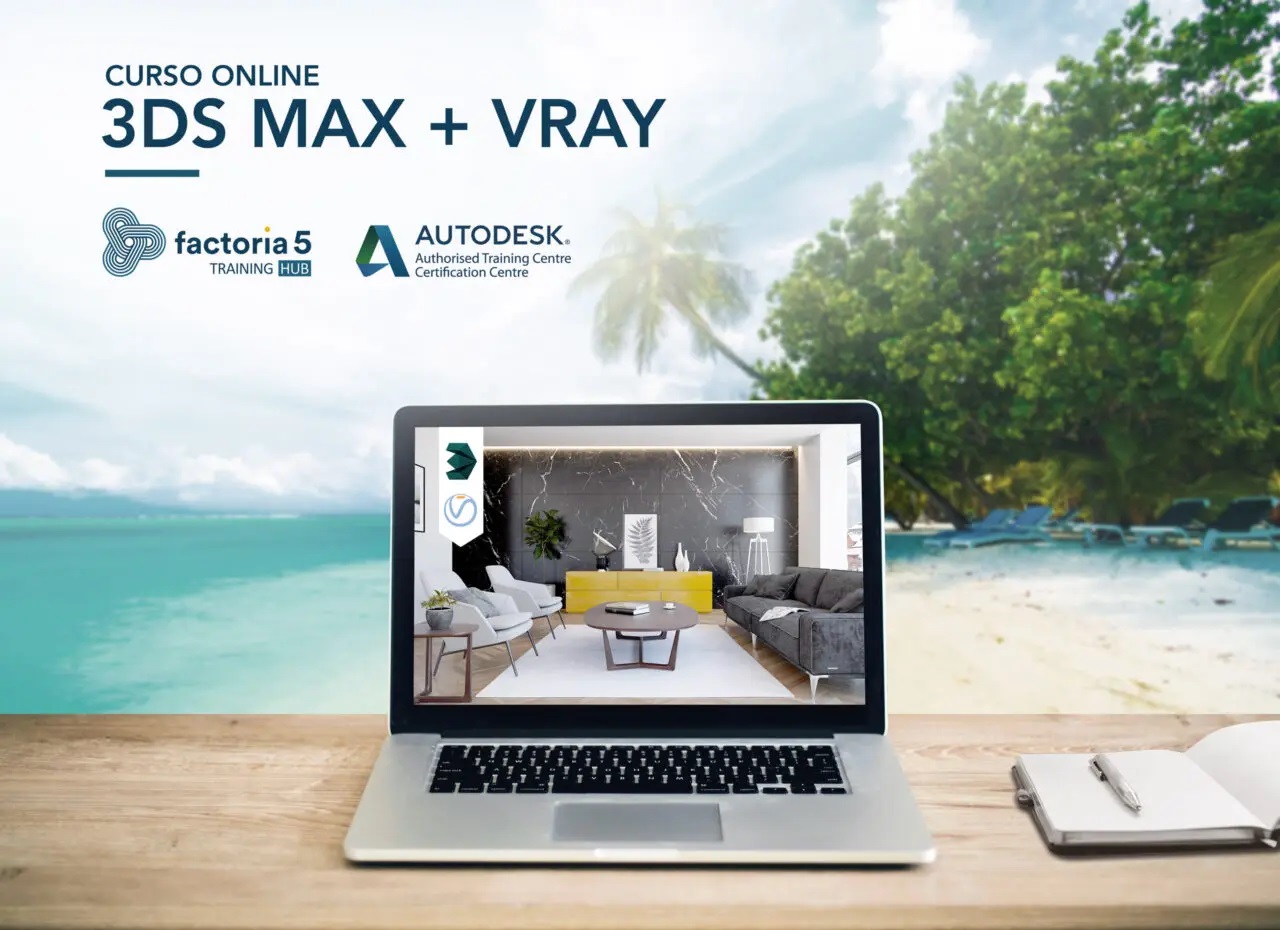 CURSO ONLINE
3DS MAX + VRAY
factoria 5
TRAINING HUB
AUTODESK®
Authorised Training Centre
Certification Centre